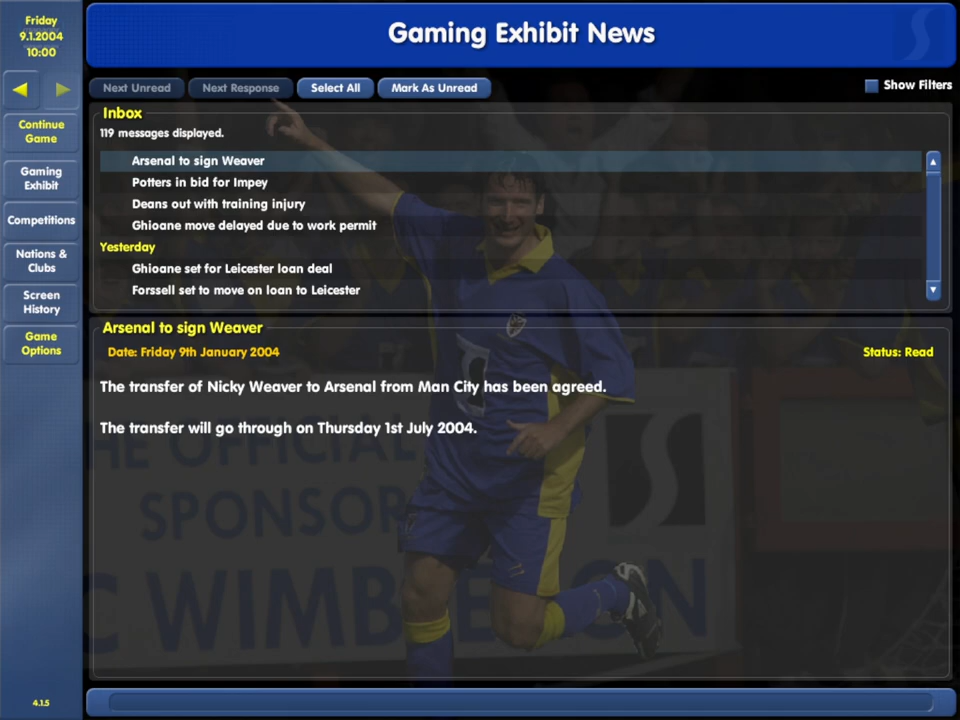 Friday
9.1.2004
10:00
Gaming Exhibit News
Next Unread
Next Response
Select All
Mark As Unread
Show Filters
Continue
Game
Gaming
Exhibit
Competitions
Nations &
Clubs
Screen
History
Game
Options
Inbox
119 messages displayed.
Arsenal to sign Weaver
Potters in bid for Impey
Deans out with training injury
Ghioane move delayed due to work permit
Yesterday
Ghioane set for Leicester loan deal
Forssell set to move on loan to Leicester
Arsenal to sign Weaver
Date: Friday 9th January 2004
Status: Read
The transfer of Nicky Weaver to Arsenal from Man City has been agreed.
The transfer will go through on Thursday 1st July 2004.
HE OFFICIAL
SPONSOR
C WIMBLEDON
4.1.5